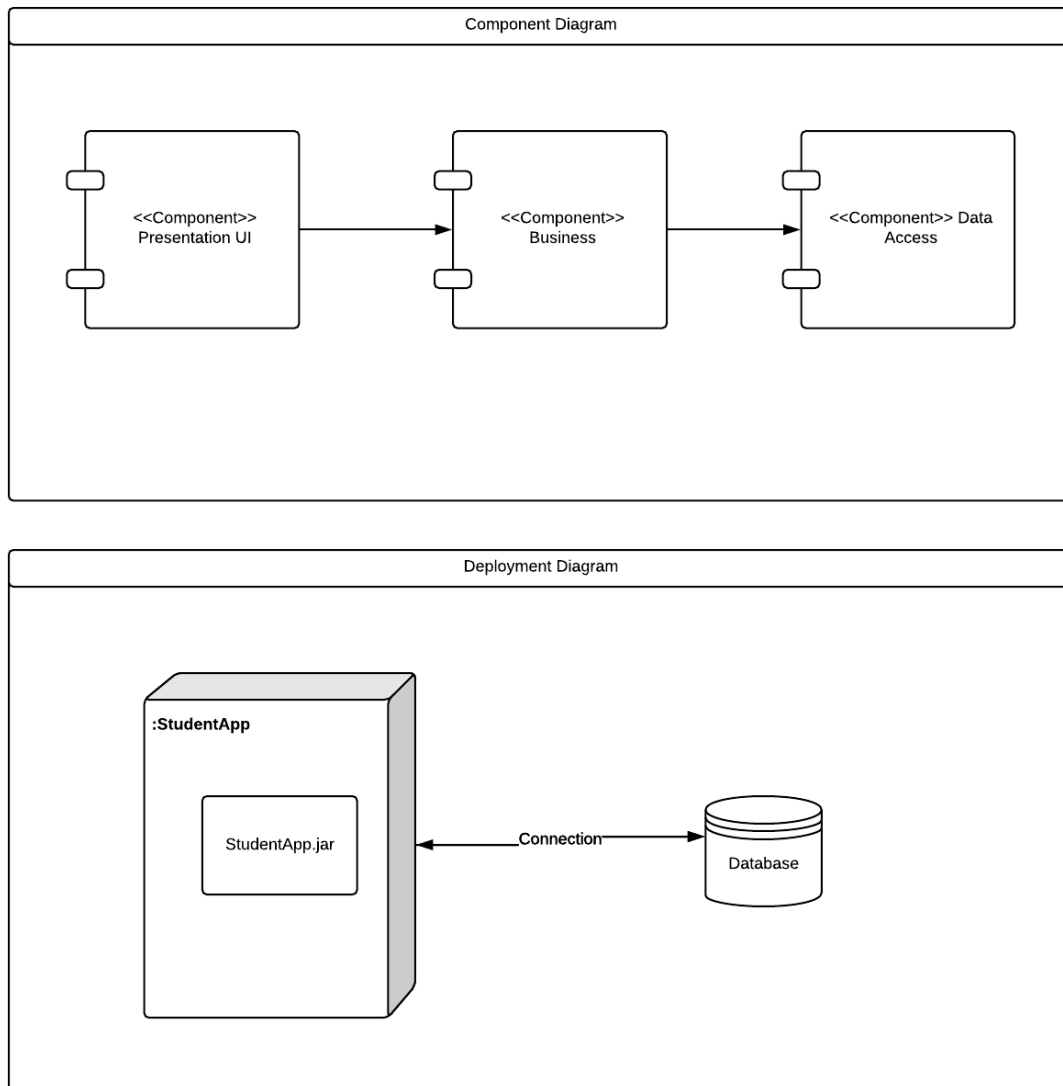 Component Diagram
<<Component>>
Presentation UI
<<Component>>
Business
<<Component>> Data
Access
Deployment Diagram
:StudentApp
StudentApp.jar
Connection
Database